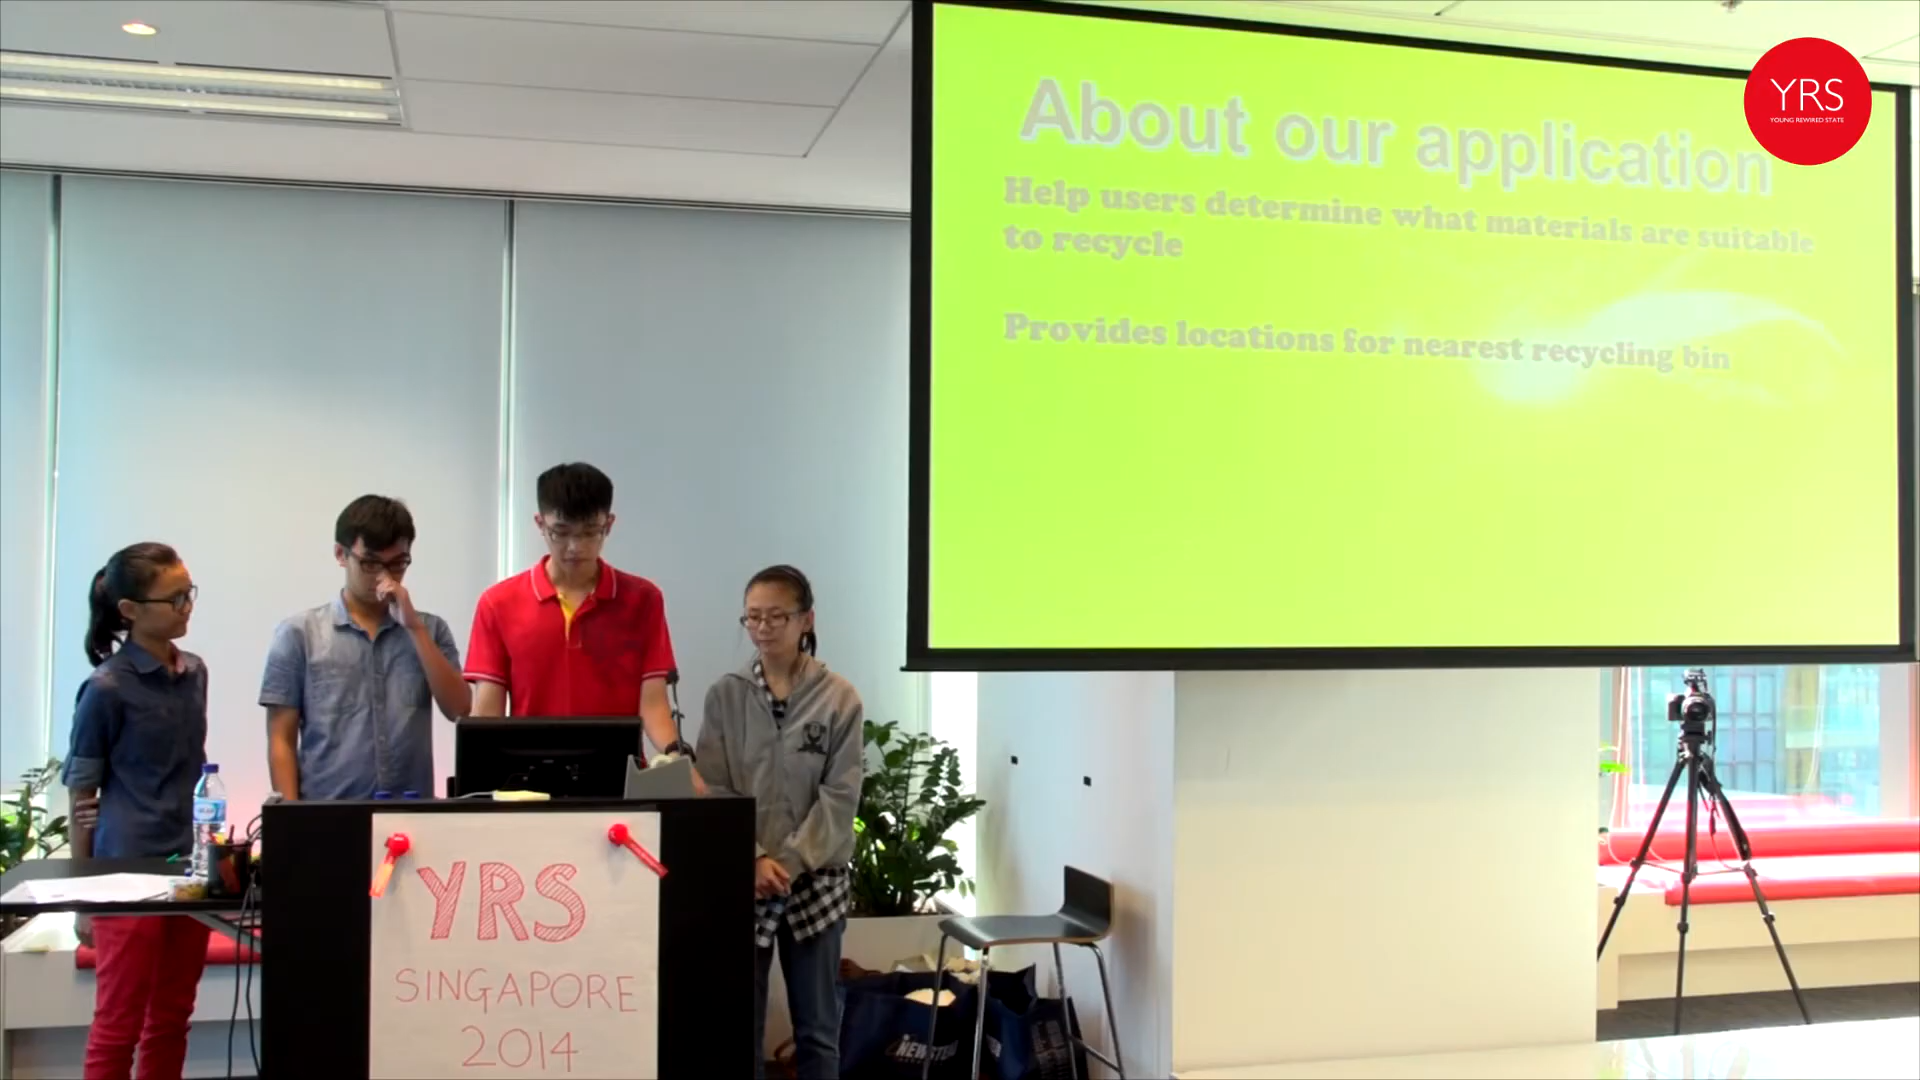 About our application
Help users determine what materials are suitable
to recycle
Provides locations for nearest recycling bin
YRS
YOUNG REWIRED STATE
YRS
SINGAPORE
2014